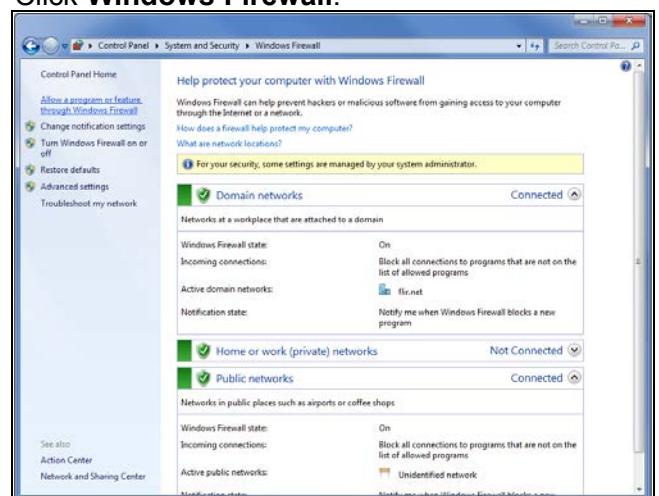 Click Windows Firewall.
Control Panel ▸ System and Security ▸ Windows Firewall
Search Control Pa...
Control Panel Home
Allow a program or feature
through Windows Firewall
Change notification settings
Turn Windows Firewall on or
off
Restore defaults
Advanced settings
Troubleshoot my network
See also
Action Center
Network and Sharing Center
Help protect your computer with Windows Firewall
Windows Firewall can help prevent hackers or malicious software from gaining access to your computer
through the Internet or a network.
How does a firewall help protect my computer?
What are network locations?
For your security, some settings are managed by your system administrator.
Domain networks Connected
Networks at a workplace that are attached to a domain
Windows Firewall state: On
Incoming connections: Block all connections to programs that are not on the
list of allowed programs
Active domain networks: flir.net
Notification state: Notify me when Windows Firewall blocks a new
program
Home or work (private) networks Not Connected
Public networks Connected
Networks in public places such as airports or coffee shops
Windows Firewall state: On
Incoming connections: Block all connections to programs that are not on the
list of allowed programs
Active public networks: Unidentified network
Notification state: Notify me when Windows Firewall blocks a new